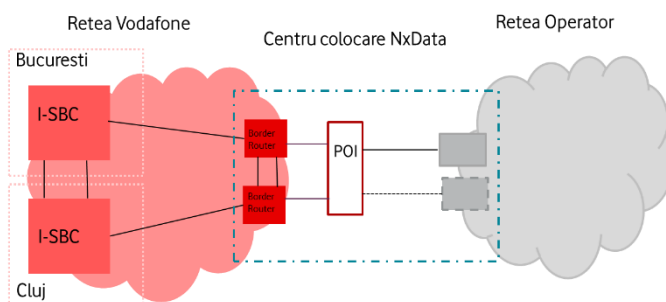 Retea Vodafone
Centru colocare NxData
Retea Operator
Bucuresti
I-SBC
Border
Router
POI
Border
Router
I-SBC
Cluj